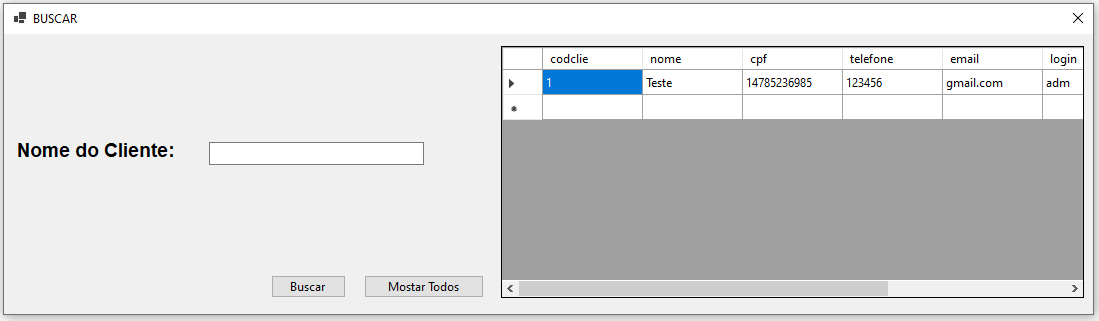 BUSCAR
codclie nome cpf telefone email login
1 Teste 14785236985 123456 gmail.com adm
Nome do Cliente:
Buscar Mostar Todos